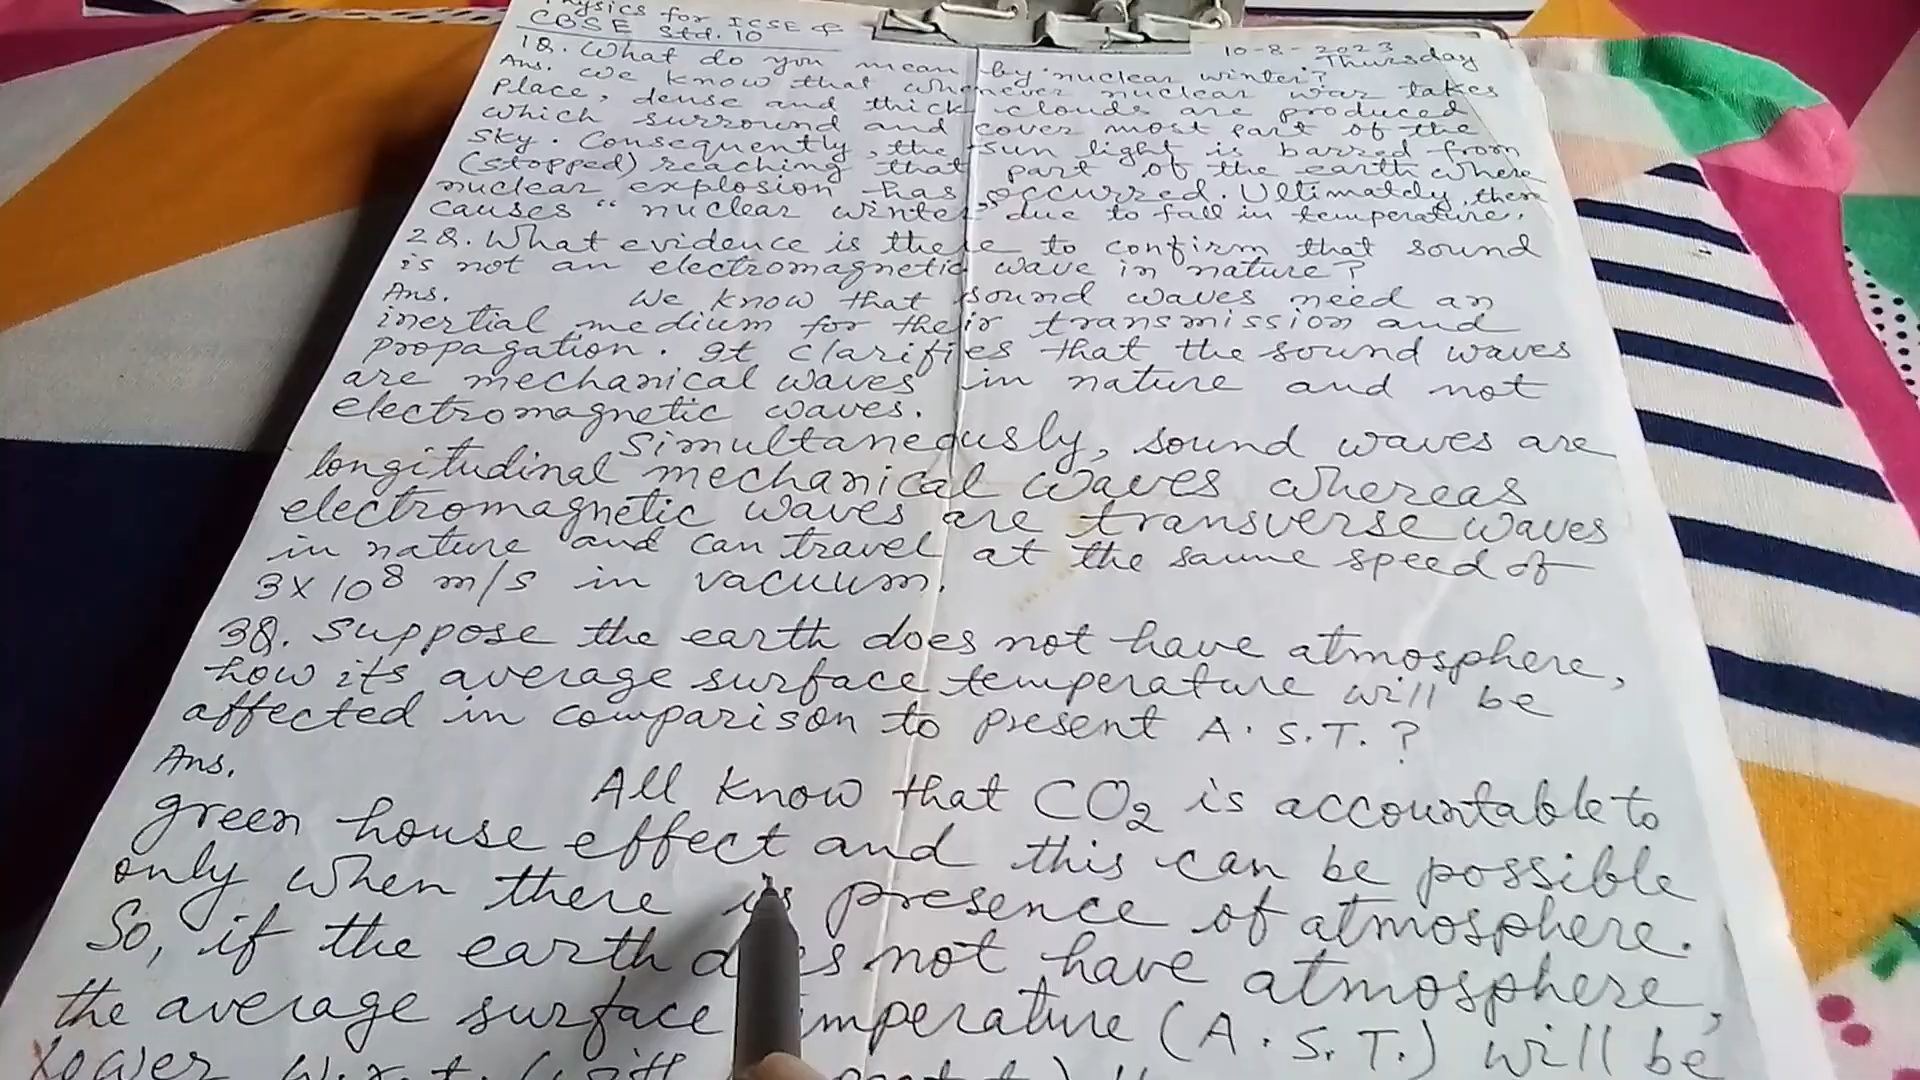 Physics for ICSE &
CBSE Std. 10
10-8-2023
Thursday
1Q. What do you mean by nuclear winter?
Ans. We know that whenever nuclear war takes
place, dense and thick clouds are produced
which surround and cover most part of the
sky. Consequently, the sun light is barred from
(stopped) reaching that part of the earth where
nuclear explosion has occurred. Ultimately, then
causes "nuclear winter" due to fall in temperature.
2Q. What evidence is there to confirm that sound
is not an electromagnetic wave in nature?
Ans. We know that sound waves need an
inertial medium for their transmission and
propagation. It clarifies that the sound waves
are mechanical waves in nature and not
electromagnetic waves.
Simultaneously, sound waves are
longitudinal mechanical waves whereas
electromagnetic waves are transverse waves
in nature and can travel at the same speed of
3×10⁸ m/s in vacuum.
3Q. Suppose the earth does not have atmosphere,
how its average surface temperature will be
affected in comparison to present A.S.T.?
Ans. All know that CO₂ is accountable to
green house effect and this can be possible
only when there is presence of atmosphere.
So, if the earth does not have atmosphere,
the average surface temperature (A.S.T.) will be
lower w.r.t. (with